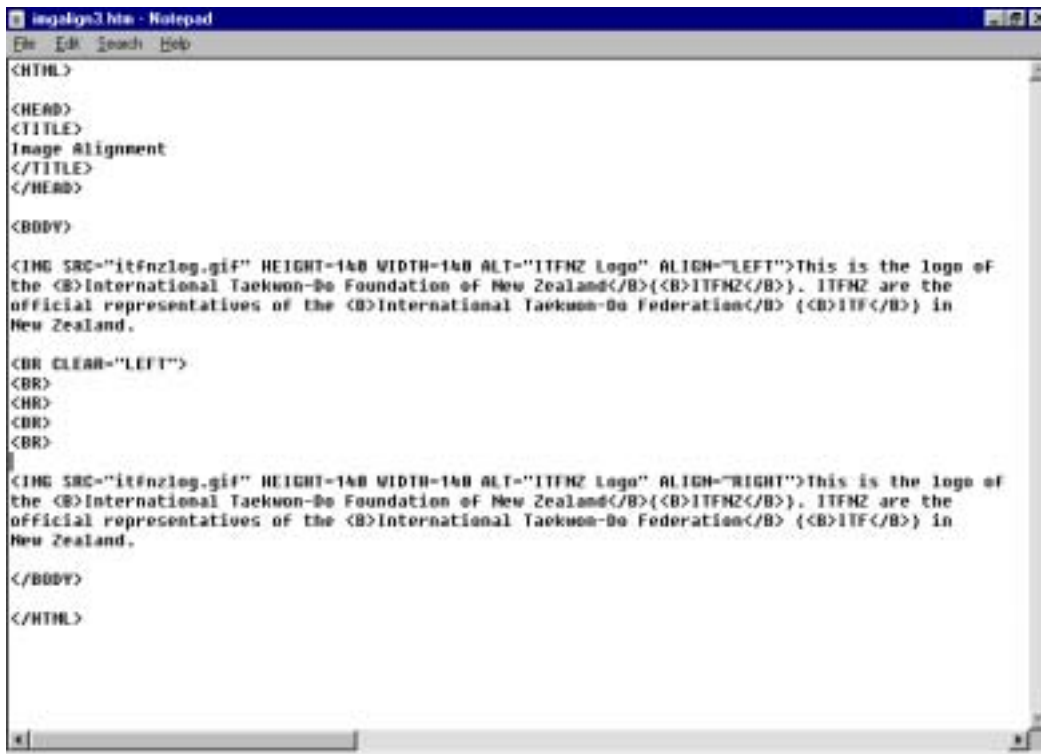 imgalign3.htm - Notepad
File Edit Search Help
<HTML>
<HEAD>
<TITLE>
Image Alignment
</TITLE>
</HEAD>
<BODY>
<IMG SRC="itfnzlog.gif" HEIGHT=140 WIDTH=140 ALT="ITFNZ Logo" ALIGN="LEFT">This is the logo of
the <B>International Taekwon-Do Foundation of New Zealand</B>(<B>ITFNZ</B>). ITFNZ are the
official representatives of the <B>International Taekwon-Do Federation</B> (<B>ITF</B>) in
New Zealand.
<BR CLEAR="LEFT">
<BR>
<HR>
<BR>
<BR>
<IMG SRC="itfnzlog.gif" HEIGHT=140 WIDTH=140 ALT="ITFNZ Logo" ALIGN="RIGHT">This is the logo of
the <B>International Taekwon-Do Foundation of New Zealand</B>(<B>ITFNZ</B>). ITFNZ are the
official representatives of the <B>International Taekwon-Do Federation</B> (<B>ITF</B>) in
New Zealand.
</BODY>
</HTML>